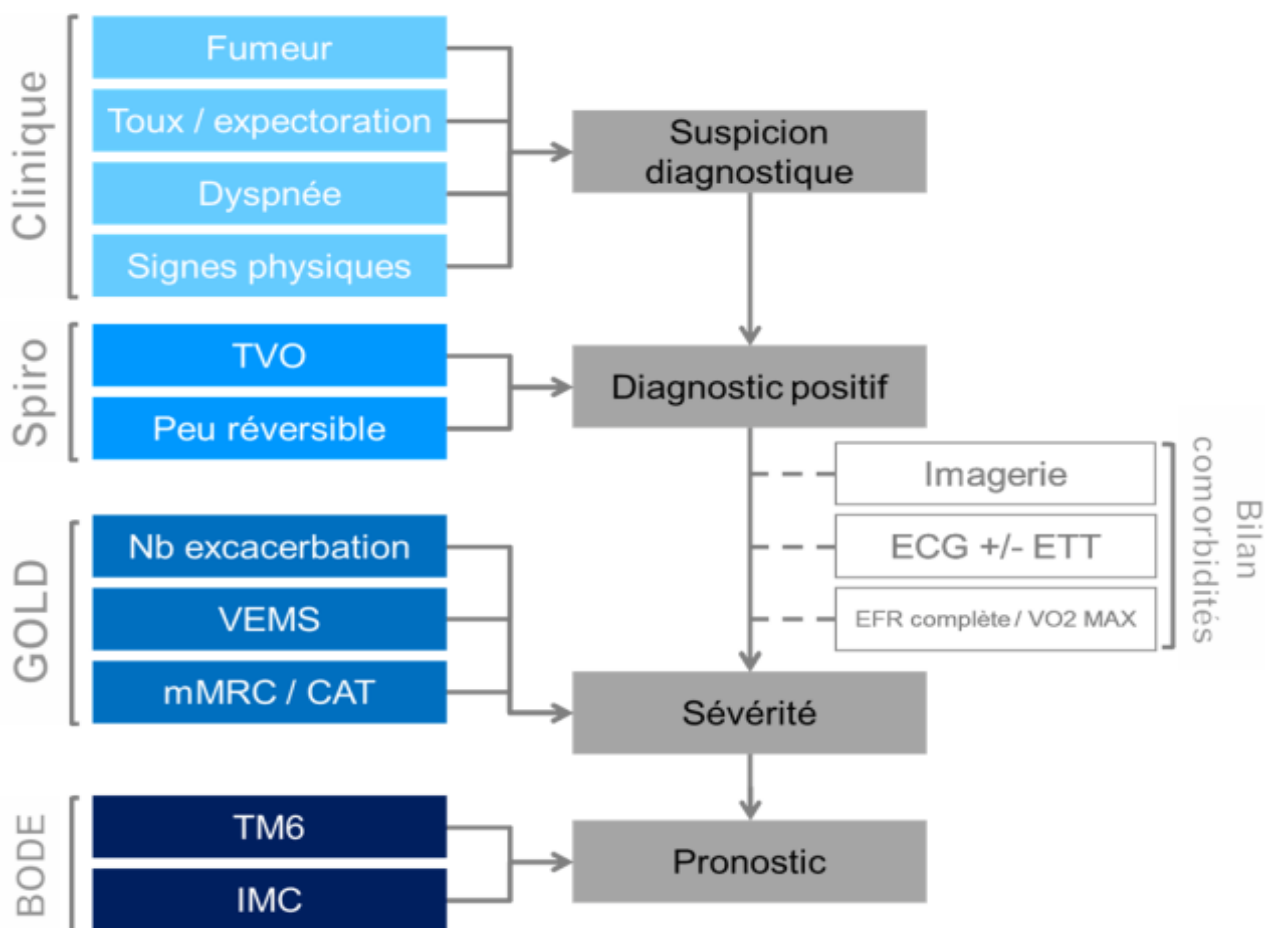 Clinique
Fumeur
Toux / expectoration
Dyspnée
Signes physiques
Suspicion
diagnostique
Spiro
TVO
Peu réversible
Diagnostic positif
Imagerie
ECG +/- ETT
EFR complète / VO2 MAX
Bilan
comorbidités
GOLD
Nb excacerbation
VEMS
mMRC / CAT
Sévérité
BODE
TM6
IMC
Pronostic